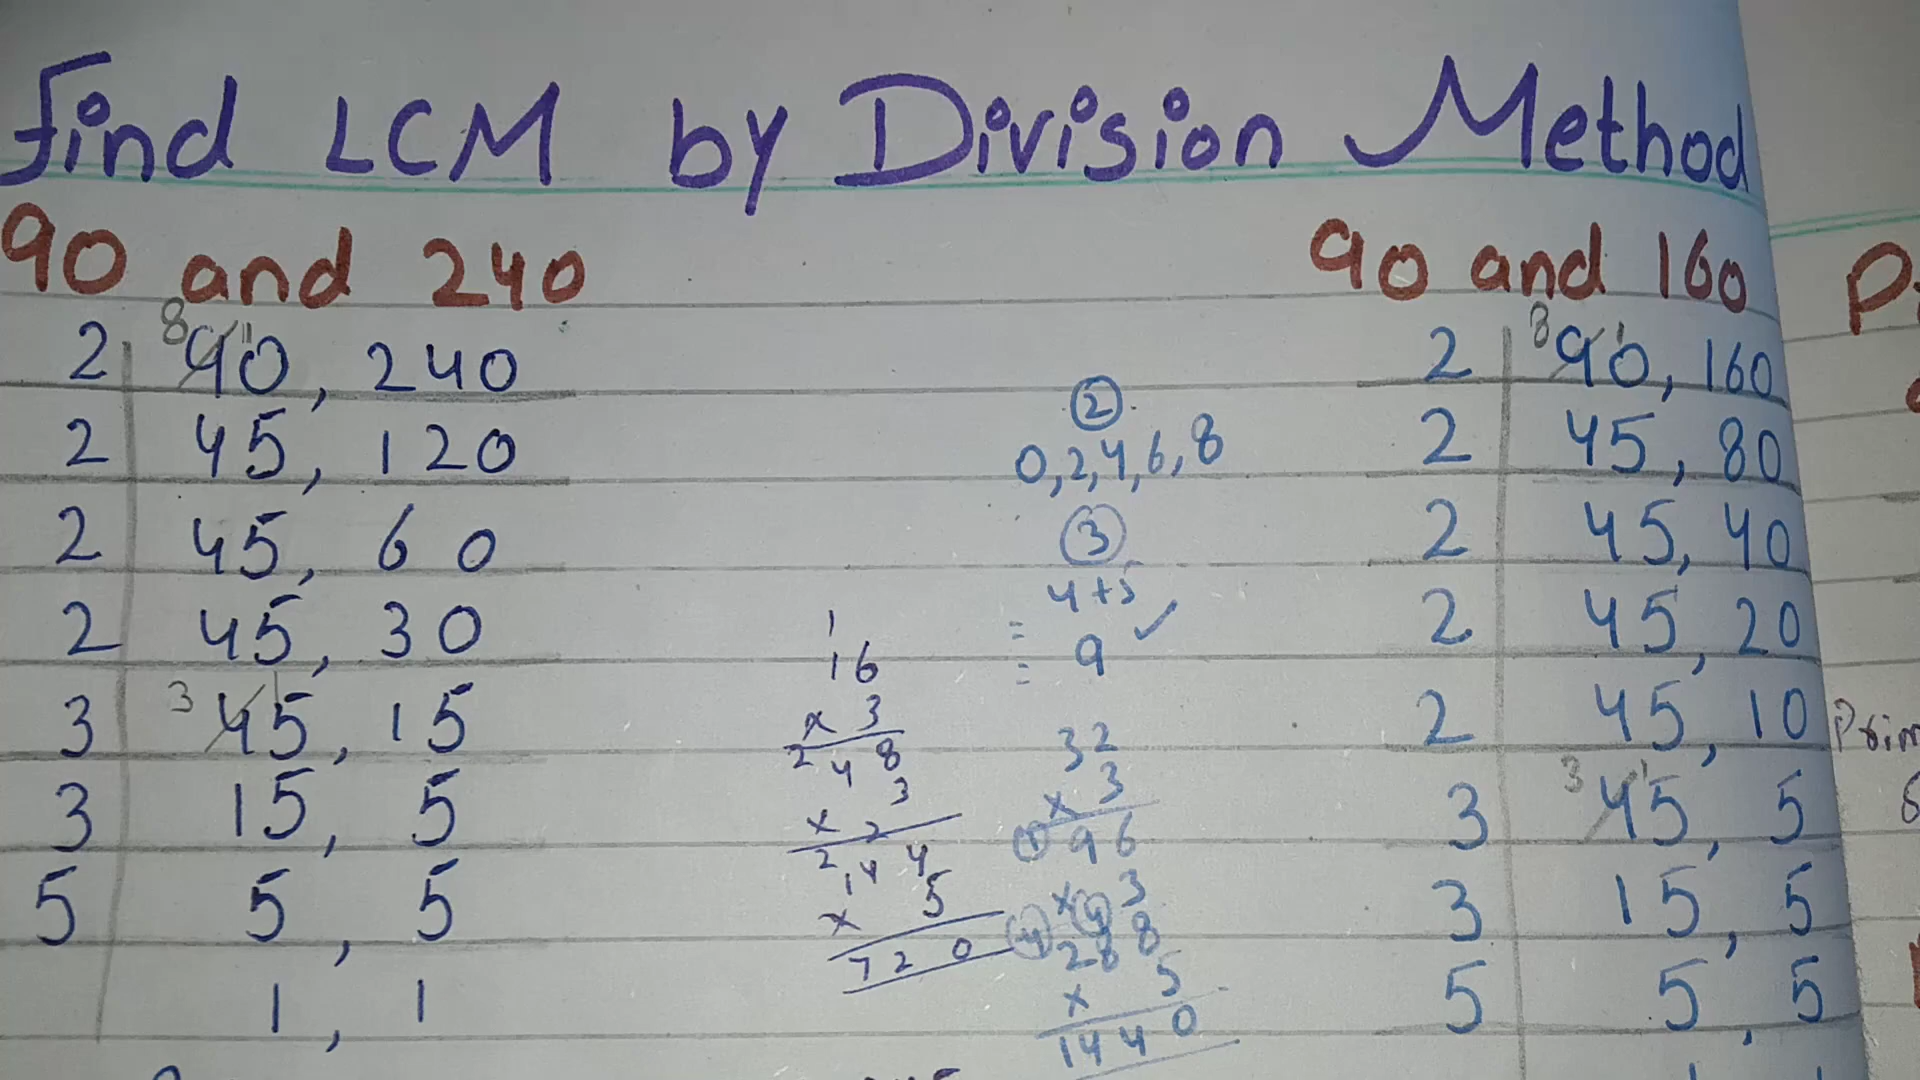 Find LCM by Division Method
90 and 240
2 | 90, 240
2 | 45, 120
2 | 45, 60
2 | 45, 30
3 | 45, 15
3 | 15, 5
5 | 5, 5
1, 1
1
16
× 3
48
× 3
144
× 5
720
2
0,2,4,6,8
3
4+5
= 9 ✓
32
× 3
96
× 3
288
× 5
1440
90 and 160
2 | 90, 160
2 | 45, 80
2 | 45, 40
2 | 45, 20
2 | 45, 10
3 | 45, 5
3 | 15, 5
5 | 5, 5